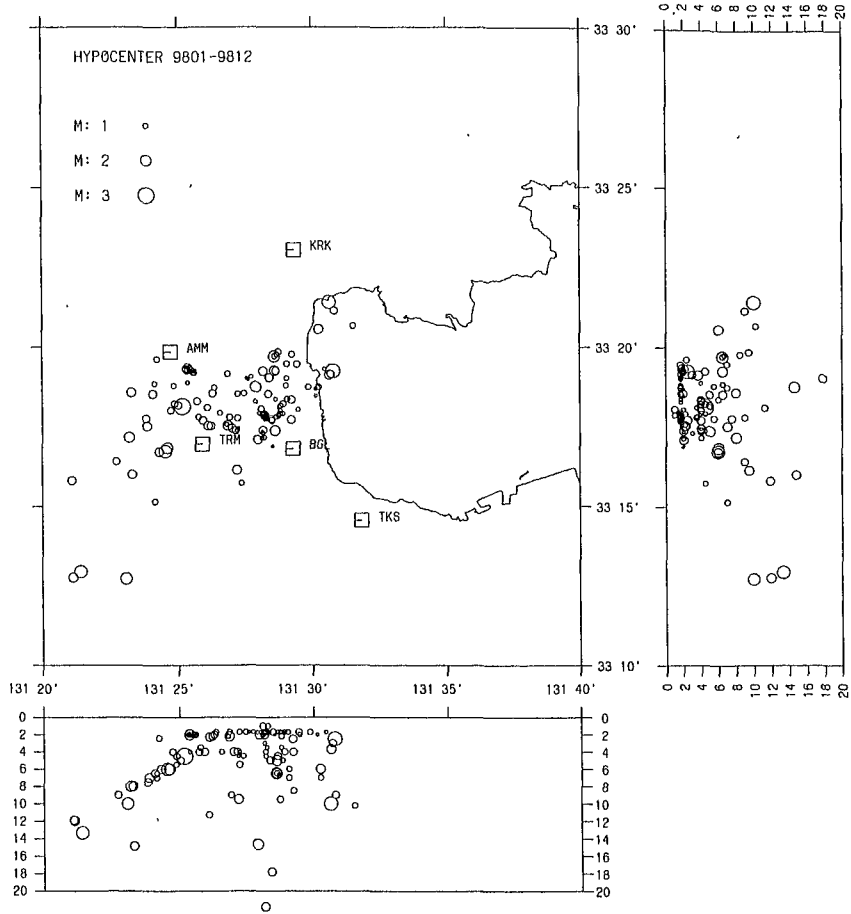 0 2 4 6 8 10 12 14 16 18 20
33 30'
HYPØCENTER 9801-9812
M: 1
M: 2
M: 3
33 25'
KRK
AMM
33 20'
TRM
BG
33 15'
TKS
33 10'
131 20' 131 25' 131 30' 131 35' 131 40'
0 2 4 6 8 10 12 14 16 18 20
0 0
2 2
4 4
6 6
8 8
10 10
12 12
14 14
16 16
18 18
20 20